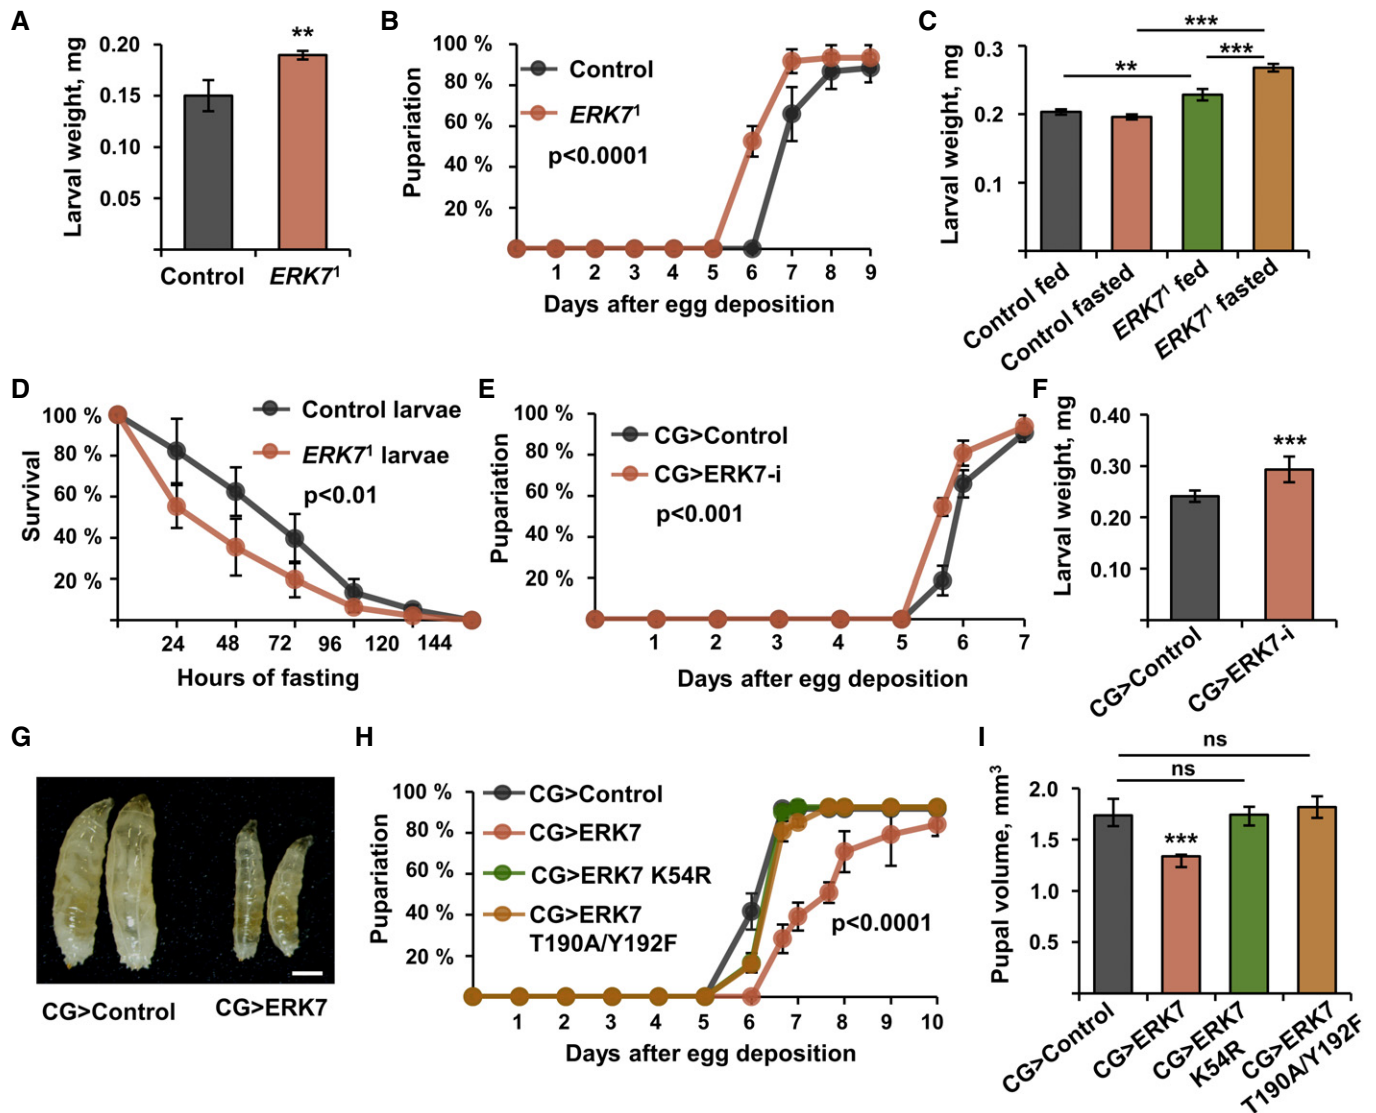 A
Larval weight, mg
0.20
0.15
0.10
0.05
**
Control
ERK7¹
B
Pupariation
100 %
80 %
60 %
40 %
20 %
Control
ERK7¹
p<0.0001
1 2 3 4 5 6 7 8 9
Days after egg deposition
C
Larval weight, mg
0.3
0.2
0.1
***
***
**
Control fed
Control fasted
ERK7¹ fed
ERK7¹ fasted
D
Survival
100 %
80 %
60 %
40 %
20 %
Control larvae
ERK7¹ larvae
p<0.01
24 48 72 96 120 144
Hours of fasting
E
Pupariation
100 %
80 %
60 %
40 %
20 %
CG>Control
CG>ERK7-i
p<0.001
1 2 3 4 5 6 7
Days after egg deposition
F
Larval weight, mg
0.40
0.30
0.20
0.10
***
CG>Control
CG>ERK7-i
G
CG>Control
CG>ERK7
H
Pupariation
100 %
80 %
60 %
40 %
20 %
CG>Control
CG>ERK7
CG>ERK7 K54R
CG>ERK7
T190A/Y192F
p<0.0001
1 2 3 4 5 6 7 8 9 10
Days after egg deposition
I
Pupal volume, mm³
2.0
1.5
1.0
0.5
ns
ns
***
CG>Control
CG>ERK7
CG>ERK7
K54R
CG>ERK7
T190A/Y192F